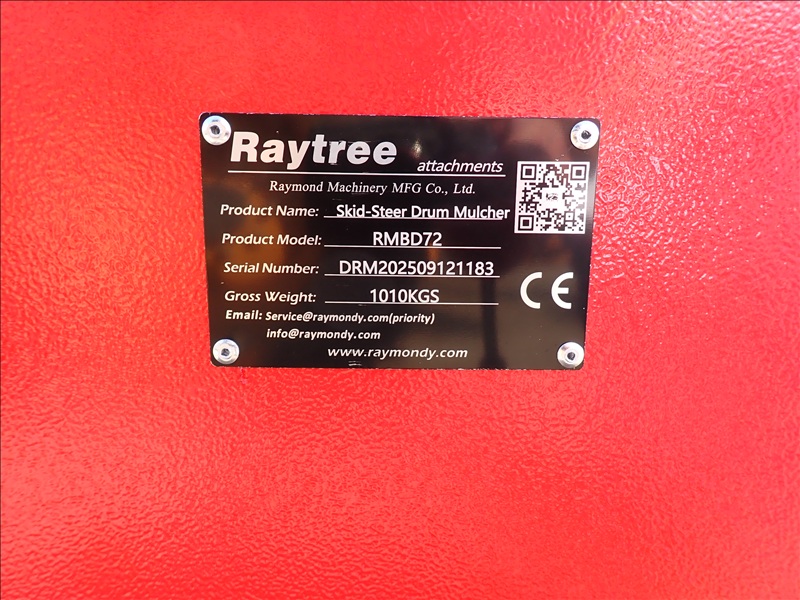 Raytree attachments
Raymond Machinery MFG Co., Ltd.
Product Name: Skid-Steer Drum Mulcher
Product Model: RMBD72
Serial Number: DRM202509121183
Gross Weight: 1010KGS
CE
Email: Service@raymondy.com(priority)
info@raymondy.com
www.raymondy.com